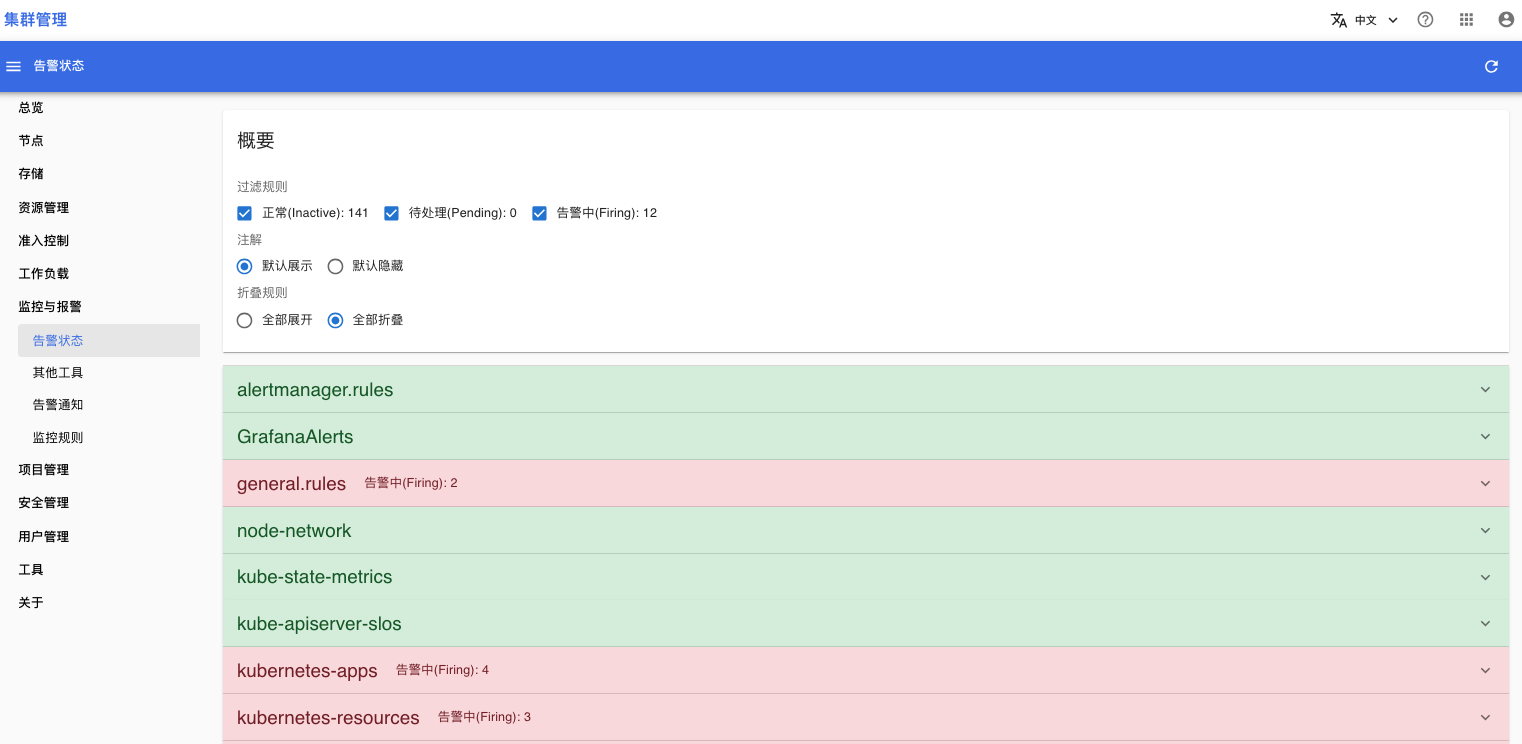 集群管理
中文
告警状态
总览
节点
存储
资源管理
准入控制
工作负载
监控与报警
告警状态
其他工具
告警通知
监控规则
项目管理
安全管理
用户管理
工具
关于
概要
过滤规则
正常(Inactive): 141 待处理(Pending): 0 告警中(Firing): 12
注解
默认展示 默认隐藏
折叠规则
全部展开 全部折叠
alertmanager.rules
GrafanaAlerts
general.rules 告警中(Firing): 2
node-network
kube-state-metrics
kube-apiserver-slos
kubernetes-apps 告警中(Firing): 4
kubernetes-resources 告警中(Firing): 3